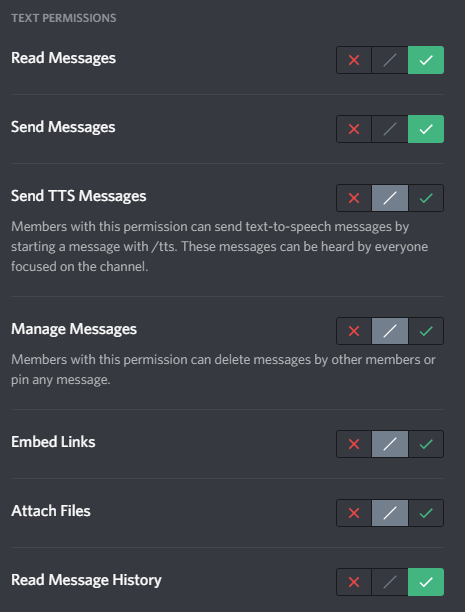 TEXT PERMISSIONS
Read Messages
Send Messages
Send TTS Messages
Members with this permission can send text-to-speech messages by
starting a message with /tts. These messages can be heard by everyone
focused on the channel.
Manage Messages
Members with this permission can delete messages by other members or
pin any message.
Embed Links
Attach Files
Read Message History